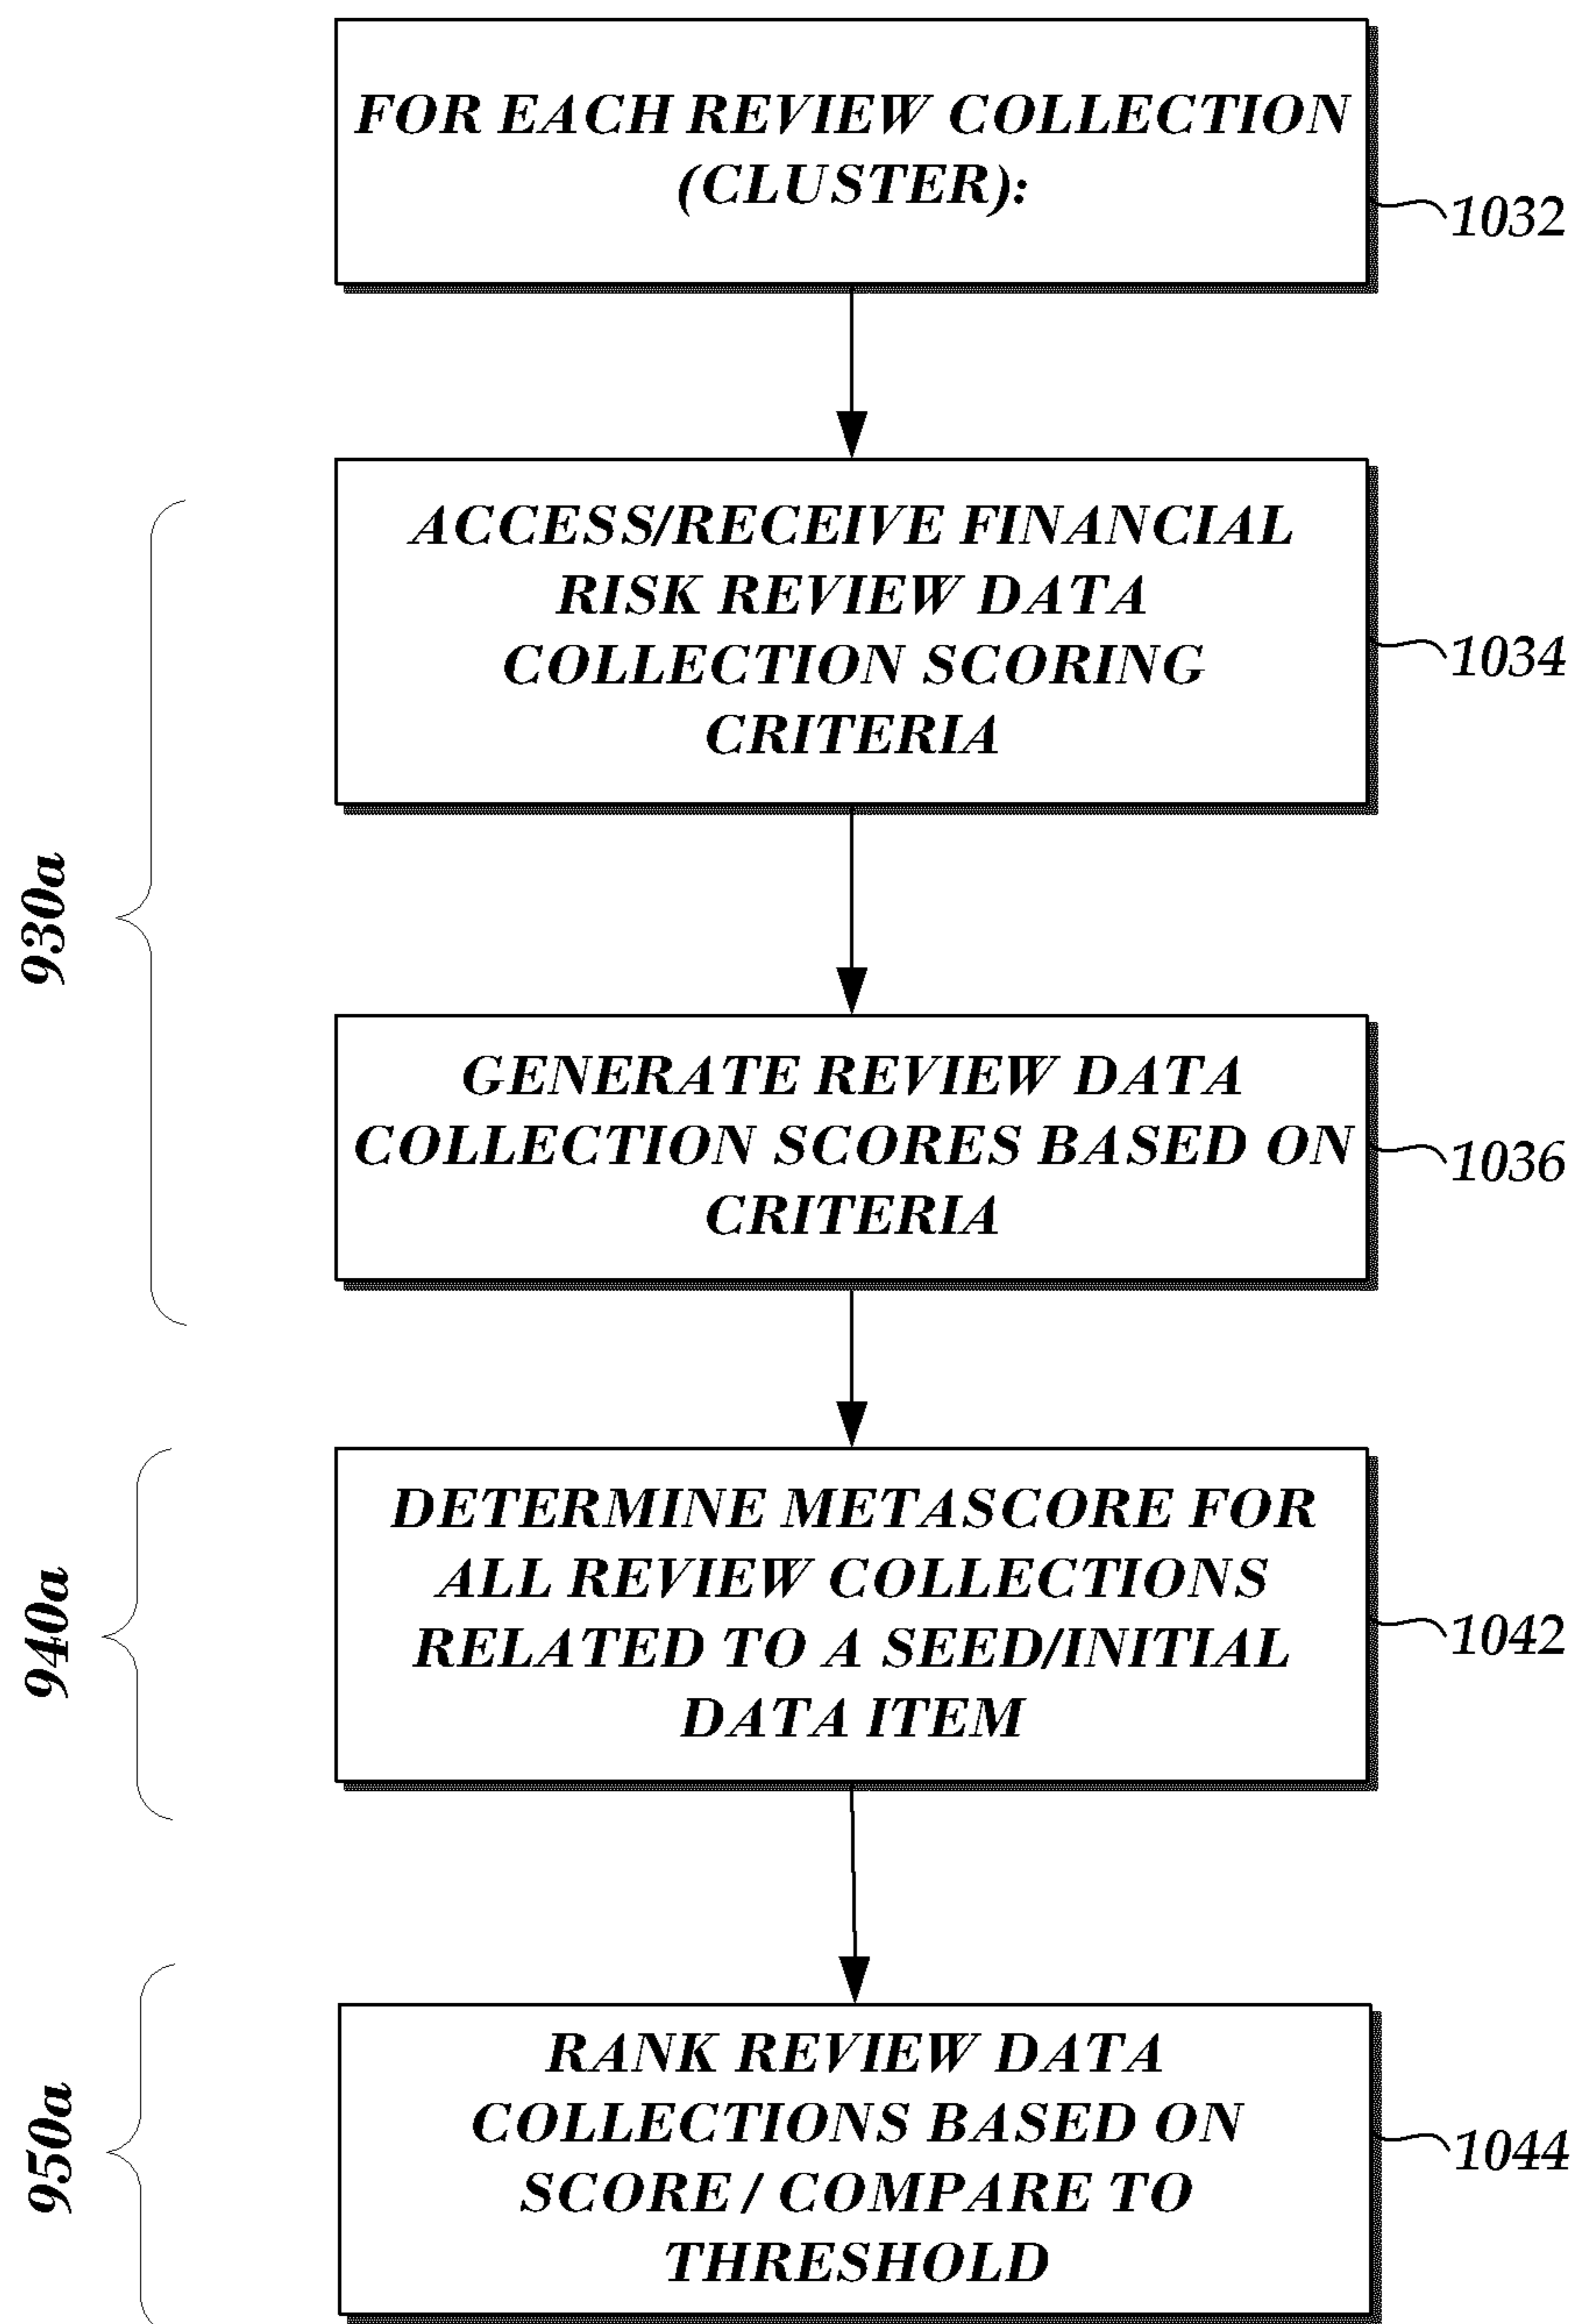 FOR EACH REVIEW COLLECTION
(CLUSTER):
1032
ACCESS/RECEIVE FINANCIAL
RISK REVIEW DATA
COLLECTION SCORING
CRITERIA
1034
930a
GENERATE REVIEW DATA
COLLECTION SCORES BASED ON
CRITERIA
1036
DETERMINE METASCORE FOR
ALL REVIEW COLLECTIONS
RELATED TO A SEED/INITIAL
DATA ITEM
1042
940a
RANK REVIEW DATA
COLLECTIONS BASED ON
SCORE / COMPARE TO
THRESHOLD
1044
950a